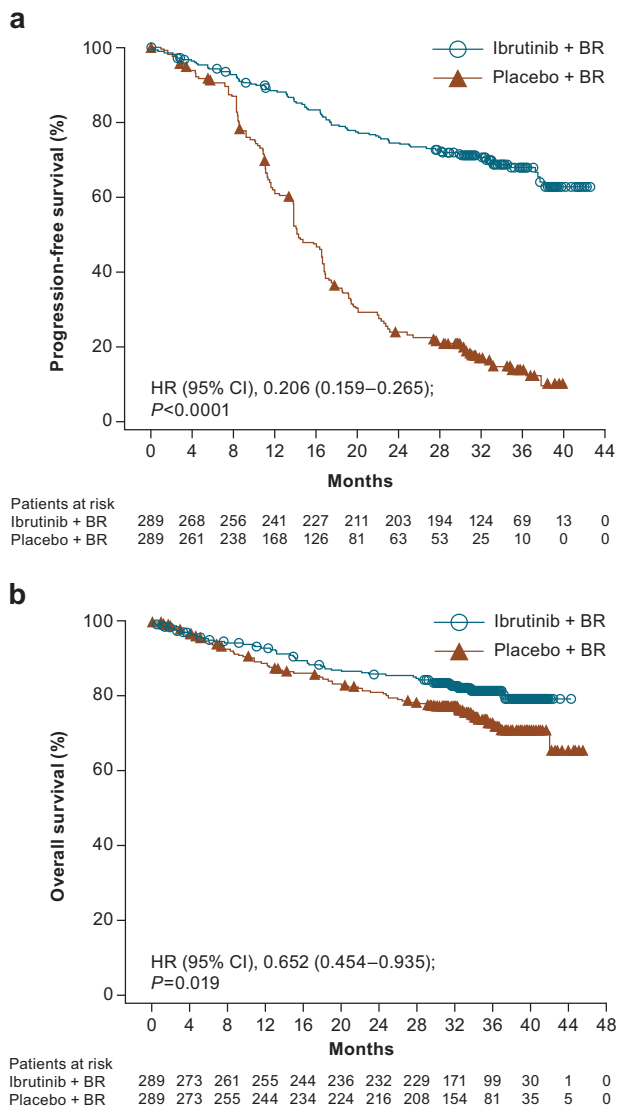 a
Ibrutinib + BR
Placebo + BR
Progression-free survival (%)
100
80
60
40
20
0
HR (95% CI), 0.206 (0.159–0.265);
P<0.0001
0 4 8 12 16 20 24 28 32 36 40 44
Months
Patients at risk
Ibrutinib + BR 289 268 256 241 227 211 203 194 124 69 13 0
Placebo + BR 289 261 238 168 126 81 63 53 25 10 0 0
b
Ibrutinib + BR
Placebo + BR
Overall survival (%)
100
80
60
40
20
0
HR (95% CI), 0.652 (0.454–0.935);
P=0.019
0 4 8 12 16 20 24 28 32 36 40 44 48
Months
Patients at risk
Ibrutinib + BR 289 273 261 255 244 236 232 229 171 99 30 1 0
Placebo + BR 289 273 255 244 234 224 216 208 154 81 35 5 0